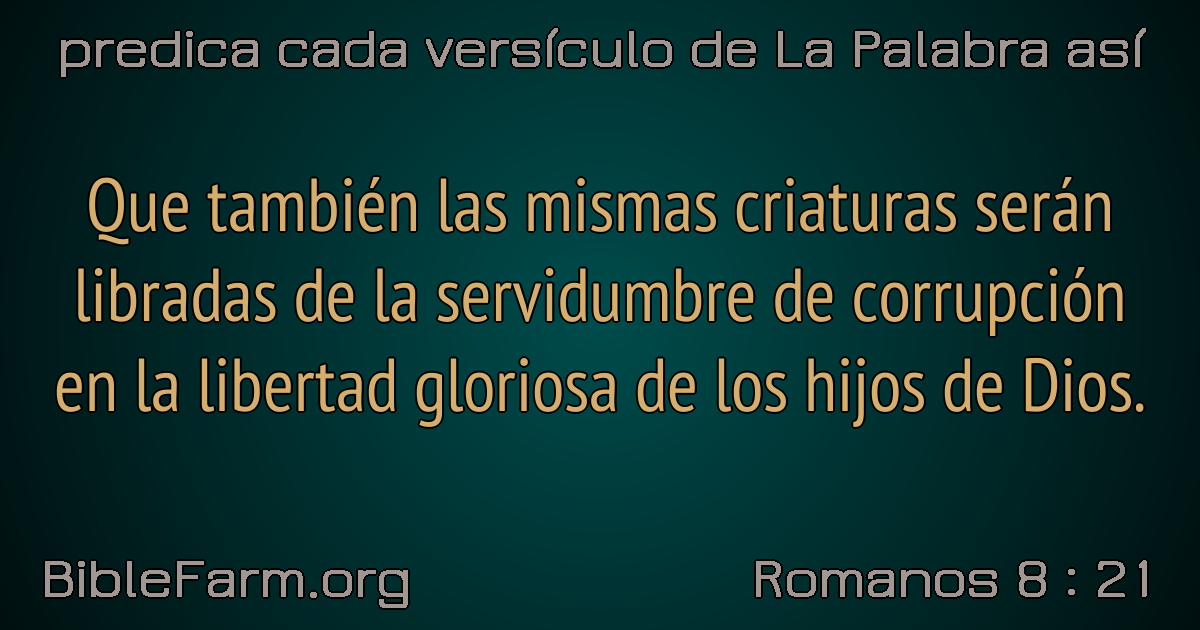 predica cada versículo de La Palabra así
Que también las mismas criaturas serán
libradas de la servidumbre de corrupción
en la libertad gloriosa de los hijos de Dios.
BibleFarm.org
Romanos 8 : 21